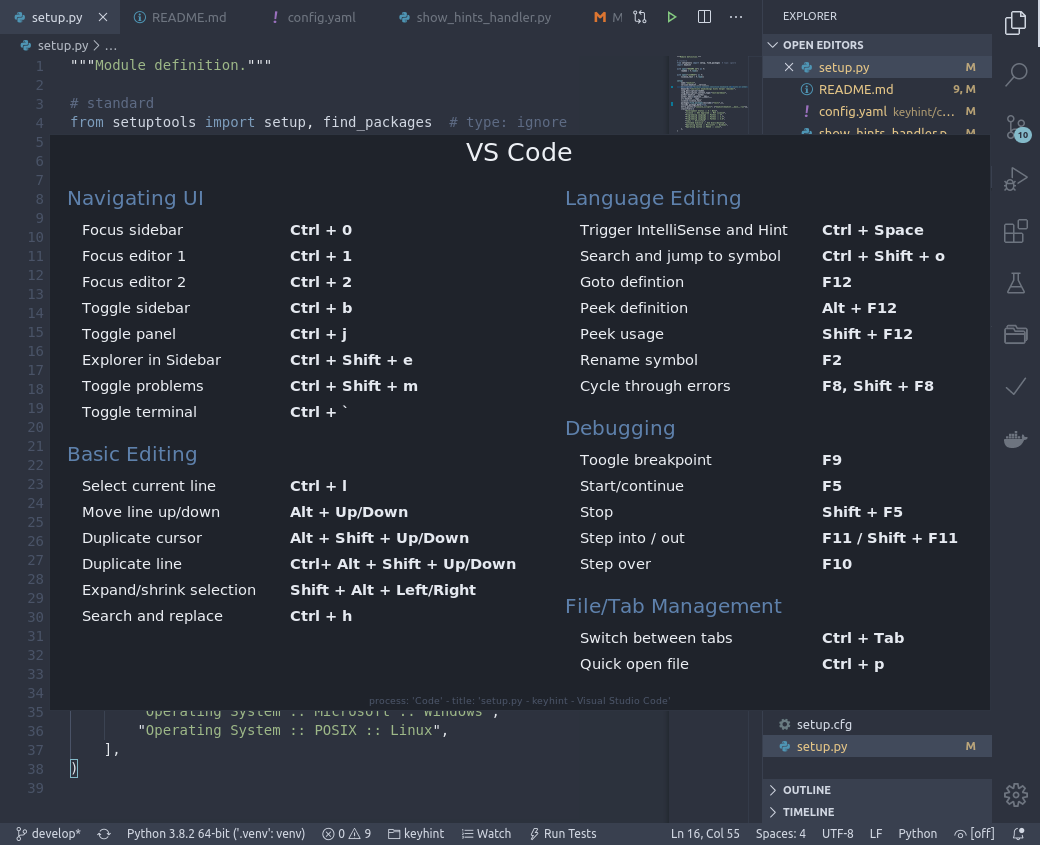 setup.py
README.md
config.yaml
show_hints_handler.py
M
EXPLORER
setup.py > …
OPEN EDITORS
setup.py M
README.md 9, M
config.yaml keyhint/c… M
show_hints_handler.p… M
10
1 """Module definition."""
2
3 # standard
4 from setuptools import setup, find_packages # type: ignore
5
6
7
8
9
10
11
12
13
14
15
16
17
18
19
20
21
22
23
24
25
26
27
28
29
30
31
32
33
34
VS Code
Navigating UI
Focus sidebar Ctrl + 0
Focus editor 1 Ctrl + 1
Focus editor 2 Ctrl + 2
Toggle sidebar Ctrl + b
Toggle panel Ctrl + j
Explorer in Sidebar Ctrl + Shift + e
Toggle problems Ctrl + Shift + m
Toggle terminal Ctrl + `
Basic Editing
Select current line Ctrl + l
Move line up/down Alt + Up/Down
Duplicate cursor Alt + Shift + Up/Down
Duplicate line Ctrl+ Alt + Shift + Up/Down
Expand/shrink selection Shift + Alt + Left/Right
Search and replace Ctrl + h
Language Editing
Trigger IntelliSense and Hint Ctrl + Space
Search and jump to symbol Ctrl + Shift + o
Goto defintion F12
Peek definition Alt + F12
Peek usage Shift + F12
Rename symbol F2
Cycle through errors F8, Shift + F8
Debugging
Toogle breakpoint F9
Start/continue F5
Stop Shift + F5
Step into / out F11 / Shift + F11
Step over F10
File/Tab Management
Switch between tabs Ctrl + Tab
Quick open file Ctrl + p
process: 'Code' - title: 'setup.py - keyhint - Visual Studio Code'
35 "Operating System :: Microsoft :: Windows",
36 "Operating System :: POSIX :: Linux",
37 ],
38 )
39
setup.cfg
setup.py M
OUTLINE
TIMELINE
develop* Python 3.8.2 64-bit ('.venv': venv) 0 9 keyhint Watch Run Tests Ln 16, Col 55 Spaces: 4 UTF-8 LF Python [off]